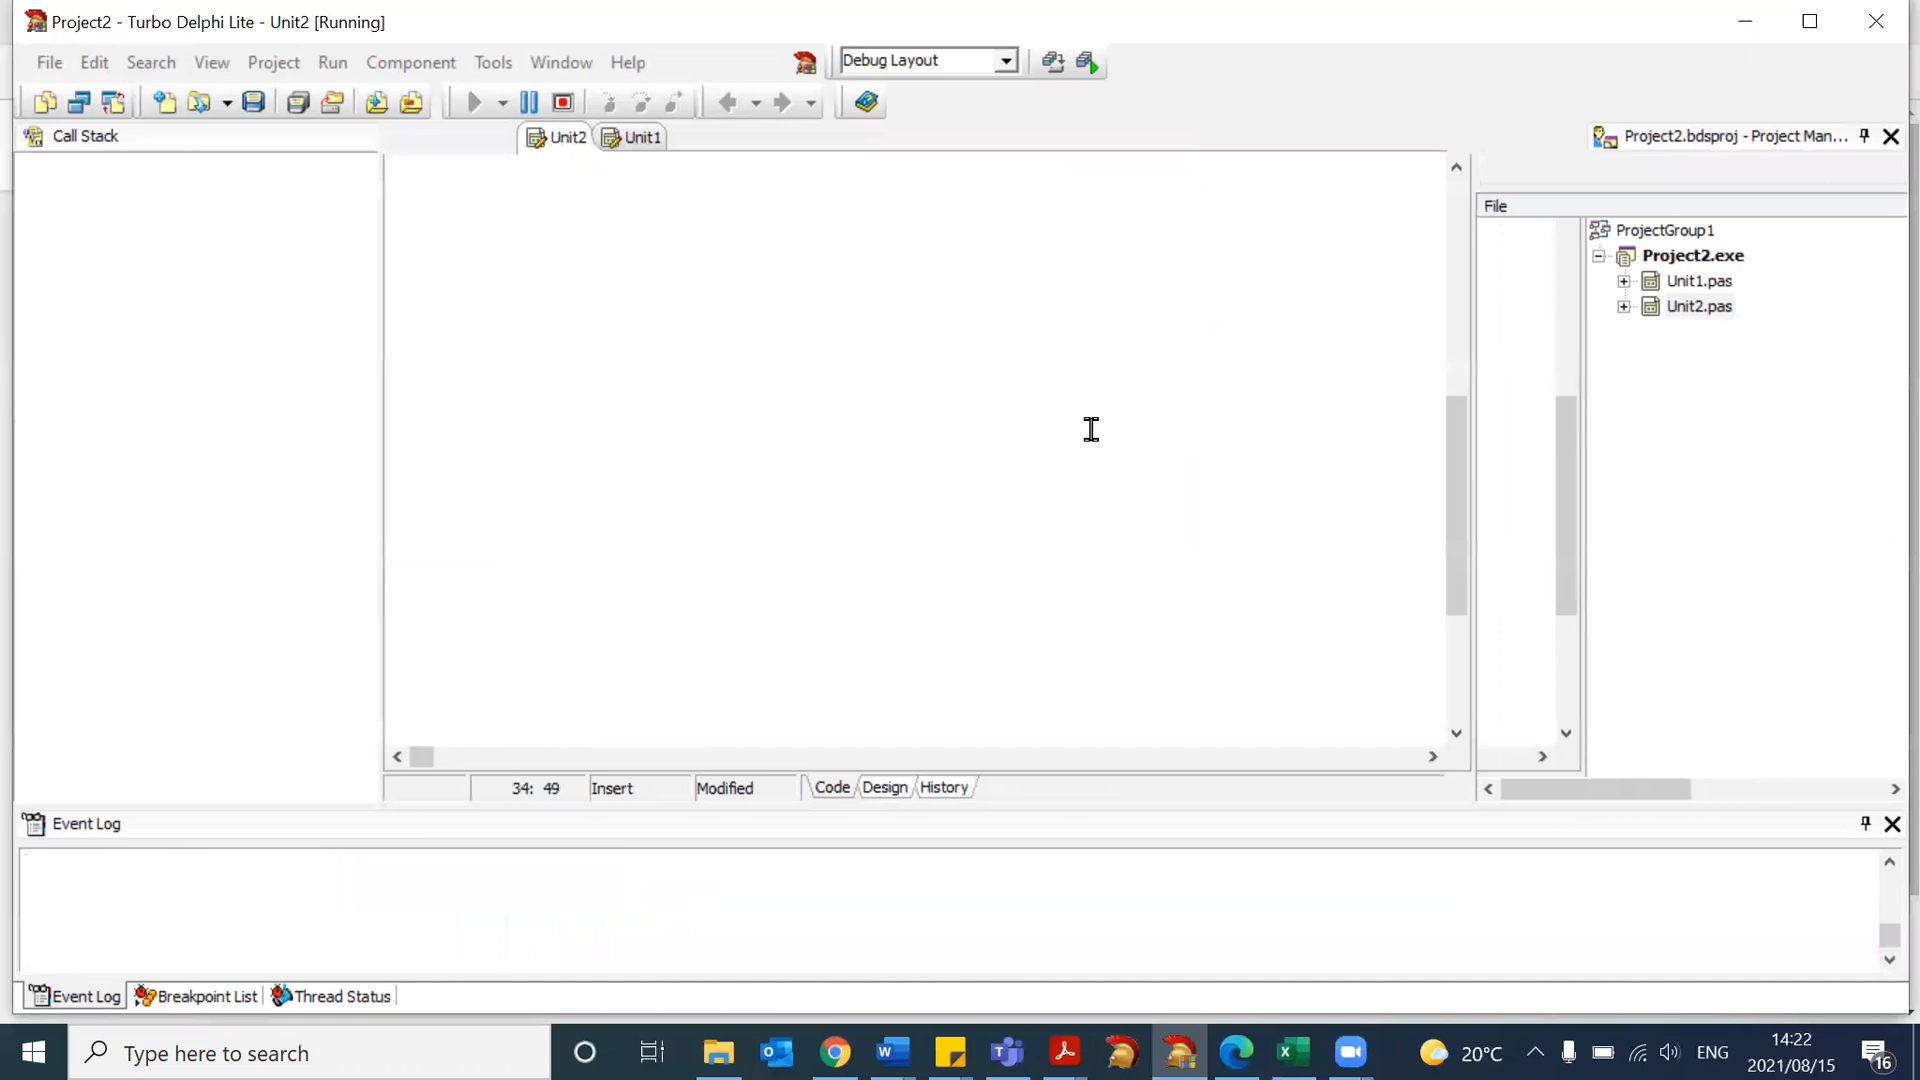 Project2 - Turbo Delphi Lite - Unit2 [Running]
File Edit Search View Project Run Component Tools Window Help
Debug Layout
Call Stack
Unit2
Unit1
Project2.bdsproj - Project Man...
File
ProjectGroup1
Project2.exe
Unit1.pas
Unit2.pas
34: 49
Insert
Modified
Code
Design
History
Event Log
Event Log
Breakpoint List
Thread Status
Type here to search
20°C
ENG
14:22
2021/08/15
16